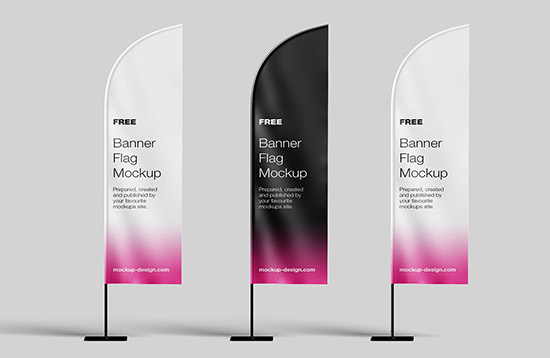 FREE
Banner
Flag
Mockup
Prepared, created
and published by
your favourite
mockups site.
mockup-design.com
FREE
Banner
Flag
Mockup
Prepared, created
and published by
your favourite
mockups site.
mockup-design.com
FREE
Banner
Flag
Mockup
Prepared, created
and published by
your favourite
mockups site.
mockup-design.com